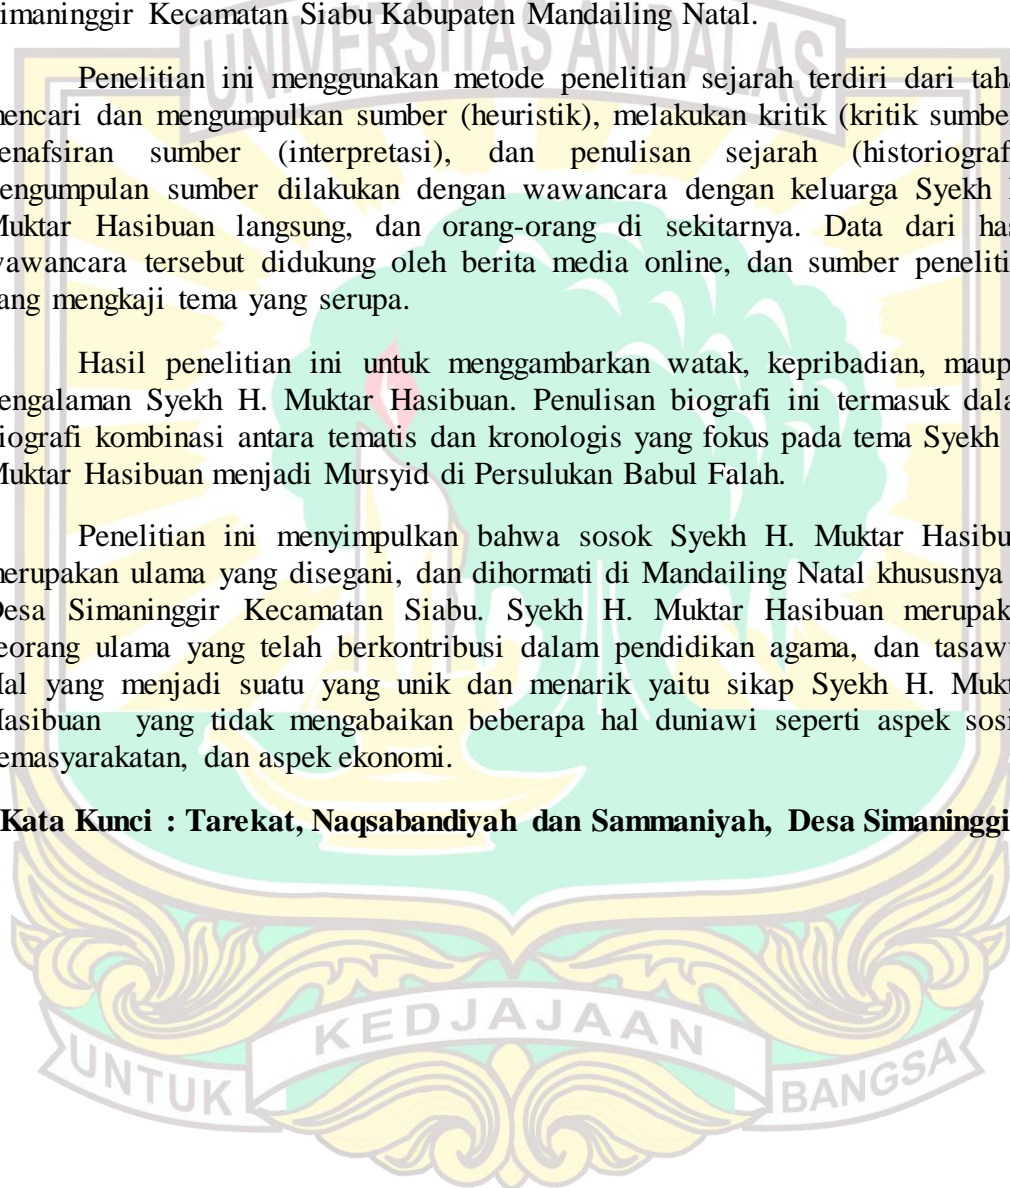 imaninggir Kecamatan Siabu Kabupaten Mandailing Natal.
UNIVERSITAS ANDALAS
Penelitian ini menggunakan metode penelitian sejarah terdiri dari taha
encari dan mengumpulkan sumber (heuristik), melakukan kritik (kritik sumber
enafsiran sumber (interpretasi), dan penulisan sejarah (historiograf
engumpulan sumber dilakukan dengan wawancara dengan keluarga Syekh
Muktar Hasibuan langsung, dan orang-orang di sekitarnya. Data dari has
wawancara tersebut didukung oleh berita media online, dan sumber peneliti
ang mengkaji tema yang serupa.
Hasil penelitian ini untuk menggambarkan watak, kepribadian, maup
engalaman Syekh H. Muktar Hasibuan. Penulisan biografi ini termasuk dala
iografi kombinasi antara tematis dan kronologis yang fokus pada tema Syekh
Muktar Hasibuan menjadi Mursyid di Persulukan Babul Falah.
Penelitian ini menyimpulkan bahwa sosok Syekh H. Muktar Hasibu
erupakan ulama yang disegani, dan dihormati di Mandailing Natal khususnya
Desa Simaninggir Kecamatan Siabu. Syekh H. Muktar Hasibuan merupak
eorang ulama yang telah berkontribusi dalam pendidikan agama, dan tasaw
Hal yang menjadi suatu yang unik dan menarik yaitu sikap Syekh H. Mukt
Hasibuan yang tidak mengabaikan beberapa hal duniawi seperti aspek sosi
emasyarakatan, dan aspek ekonomi.
Kata Kunci : Tarekat, Naqsabandiyah dan Sammaniyah, Desa Simaninggi
UNTUK KEDJAJAAN BANGSA